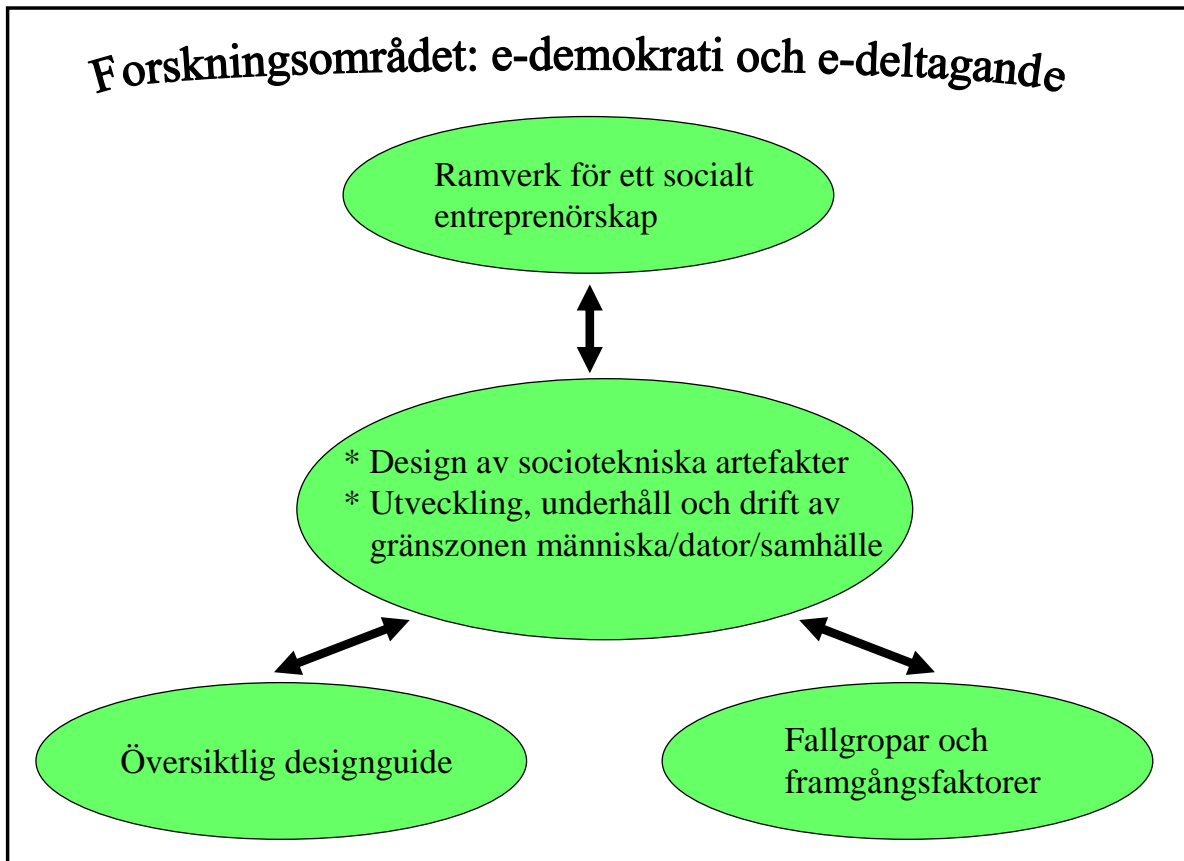 Forskningsområdet: e-demokrati och e-deltagande
Ramverk för ett socialt
entreprenörskap
* Design av sociotekniska artefakter
* Utveckling, underhåll och drift av
gränszonen människa/dator/samhälle
Översiktlig designguide
Fallgropar och
framgångsfaktorer